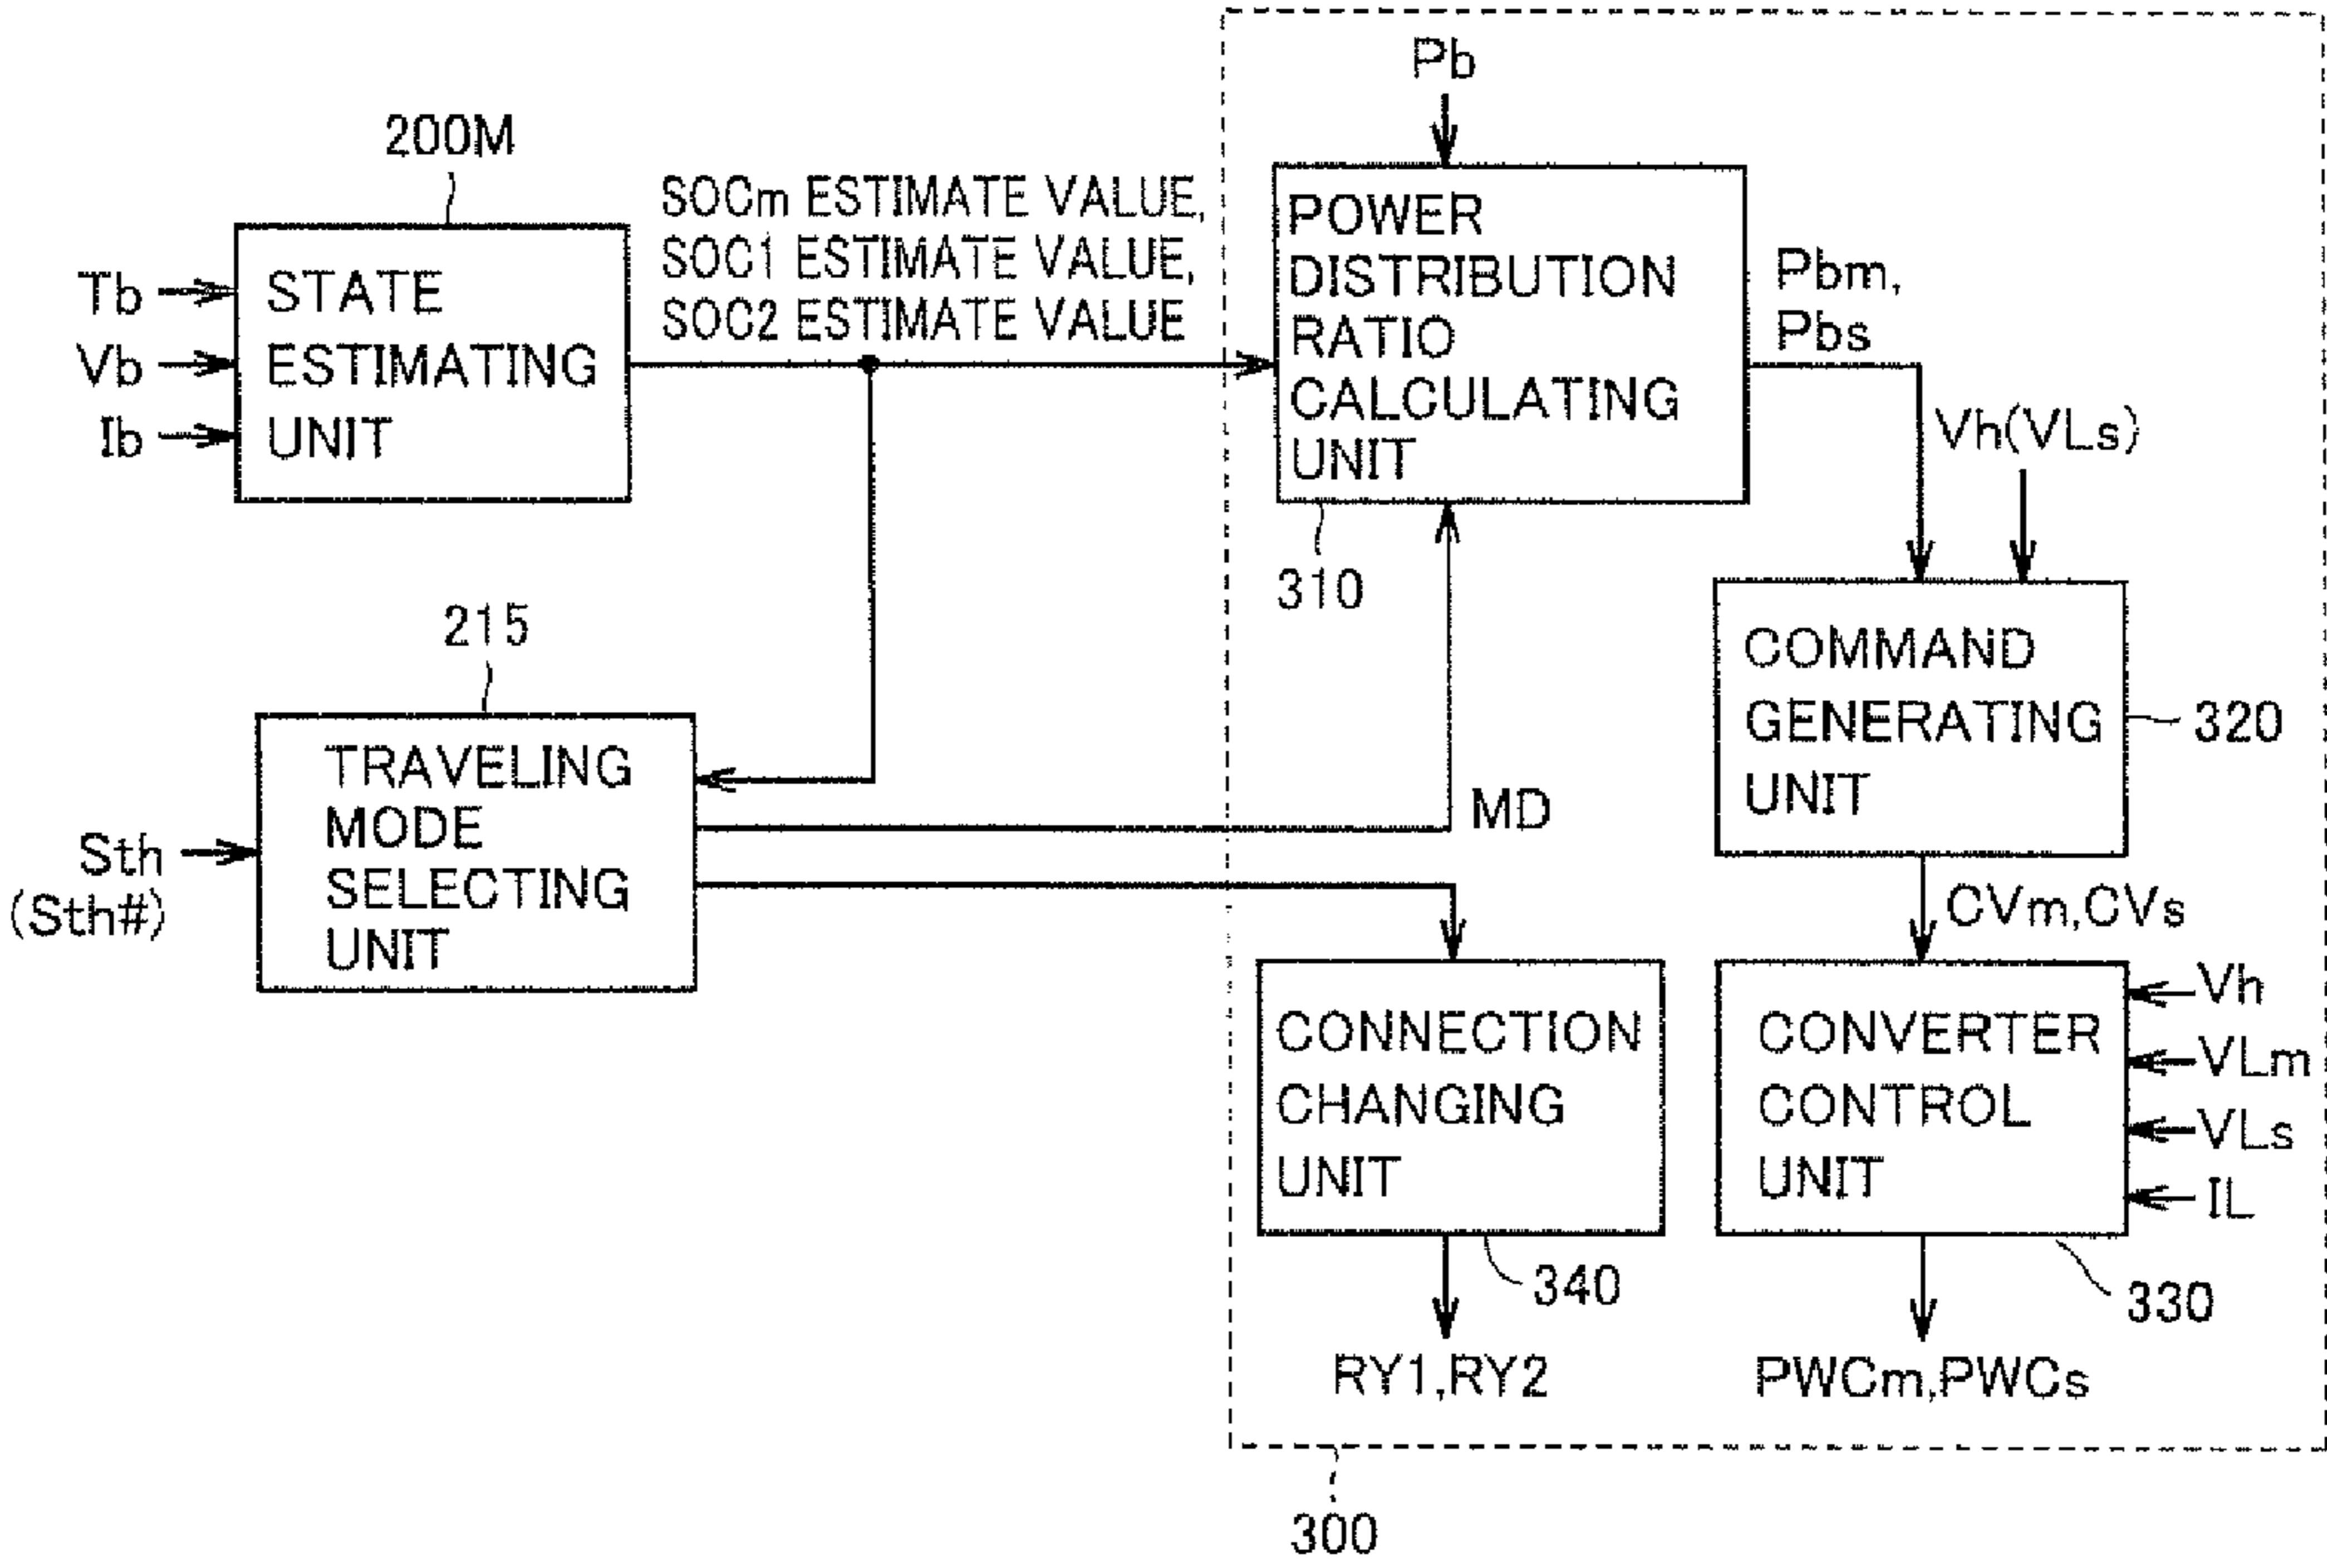 Pb
200M
SOCm ESTIMATE VALUE,
SOC1 ESTIMATE VALUE,
SOC2 ESTIMATE VALUE
Tb
Vb
Ib
STATE
ESTIMATING
UNIT
POWER
DISTRIBUTION
RATIO
CALCULATING
UNIT
Pbm,
Pbs
Vh(VLs)
310
215
TRAVELING
MODE
SELECTING
UNIT
Sth
(Sth#)
MD
COMMAND
GENERATING
UNIT
320
CVm,CVs
CONNECTION
CHANGING
UNIT
340
CONVERTER
CONTROL
UNIT
Vh
VLm
VLs
IL
330
RY1,RY2
PWCm,PWCs
300